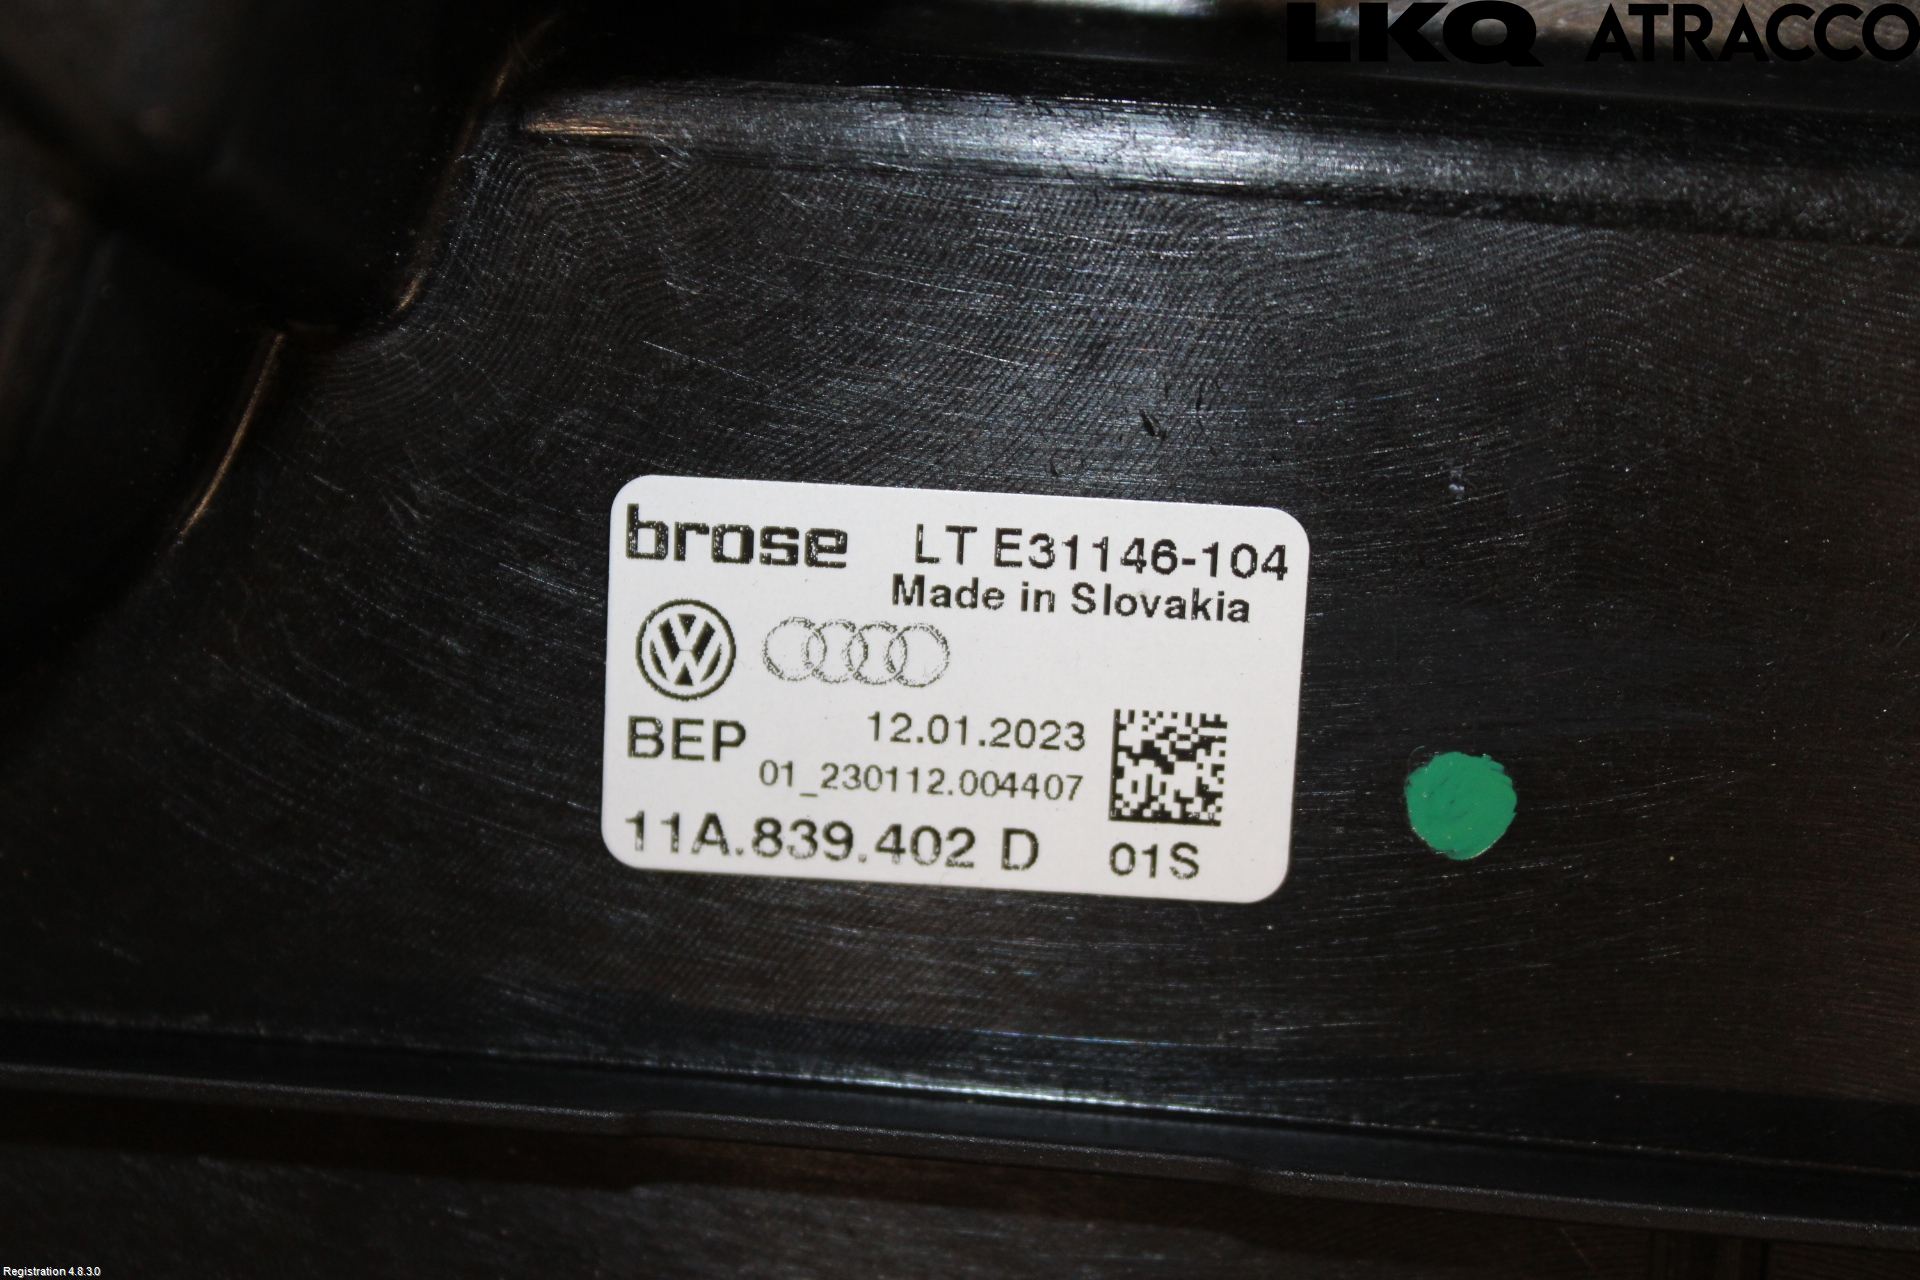 LKQ ATRACCO
brose LT E31146-104
Made in Slovakia
BEP 12.01.2023
01_230112.004407
11A.839.402 D 01S
Registration 4.8.3.0